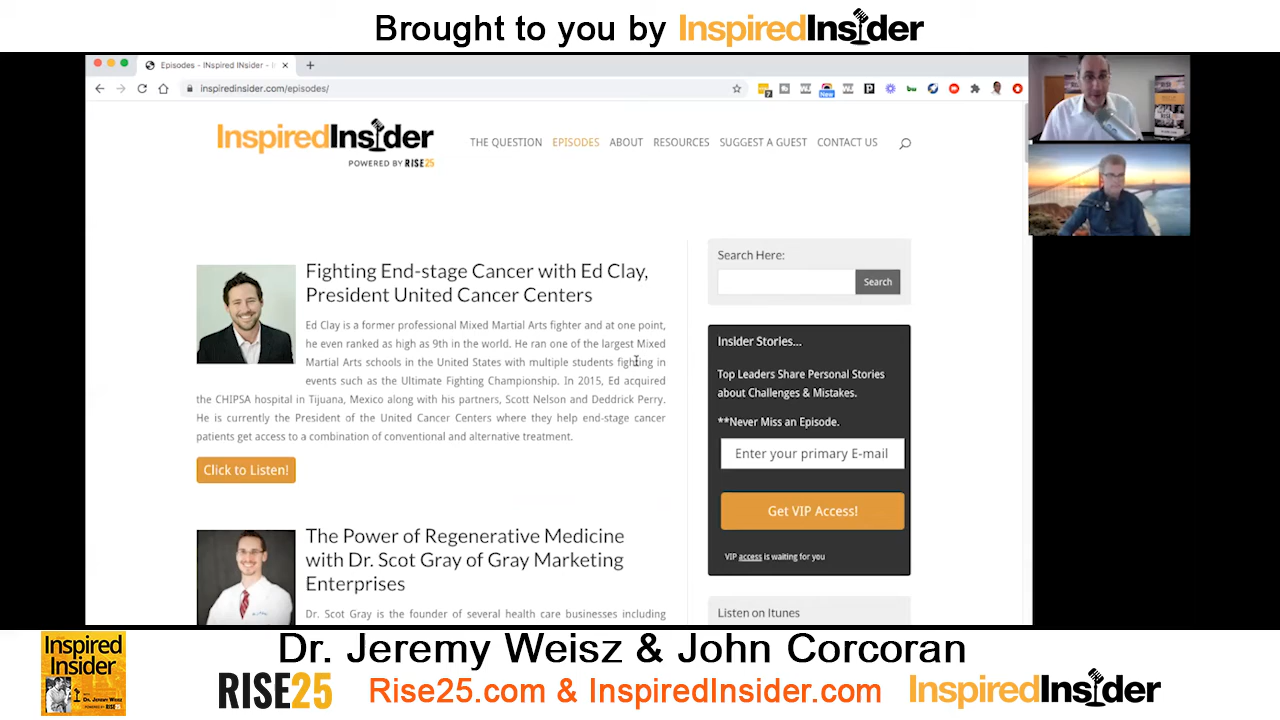 Brought to you by InspiredInsider
Episodes - INspired INsider - I
inspiredinsider.com/episodes/
7
New
InspiredInsider
POWERED BY RISE25
THE QUESTION EPISODES ABOUT RESOURCES SUGGEST A GUEST CONTACT US
Fighting End-stage Cancer with Ed Clay,
President United Cancer Centers
Ed Clay is a former professional Mixed Martial Arts fighter and at one point,
he even ranked as high as 9th in the world. He ran one of the largest Mixed
Martial Arts schools in the United States with multiple students fighting in
events such as the Ultimate Fighting Championship. In 2015, Ed acquired
the CHIPSA hospital in Tijuana, Mexico along with his partners, Scott Nelson and Deddrick Perry.
He is currently the President of the United Cancer Centers where they help end-stage cancer
patients get access to a combination of conventional and alternative treatment.
Click to Listen!
The Power of Regenerative Medicine
with Dr. Scot Gray of Gray Marketing
Enterprises
Dr. Scot Gray is the founder of several health care businesses including
Search Here:
Search
Insider Stories...
Top Leaders Share Personal Stories
about Challenges & Mistakes.
**Never Miss an Episode.
Enter your primary E-mail
Get VIP Access!
VIP access is waiting for you
Listen on Itunes
Inspired
Insider
Dr. Jeremy Weisz & John Corcoran
RISE25 Rise25.com & InspiredInsider.com InspiredInsider